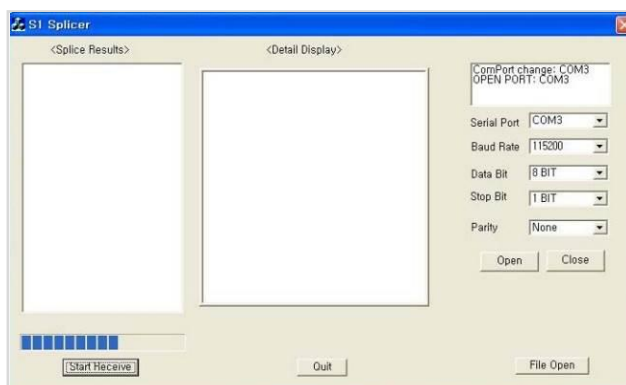 S1 Splicer
<Splice Results>
<Detail Display>
ComPort change: COM3
OPEN PORT: COM3
Serial Port COM3
Baud Rate 115200
Data Bit 8 BIT
Stop Bit 1 BIT
Parity None
Open Close
Start Receive Quit File Open